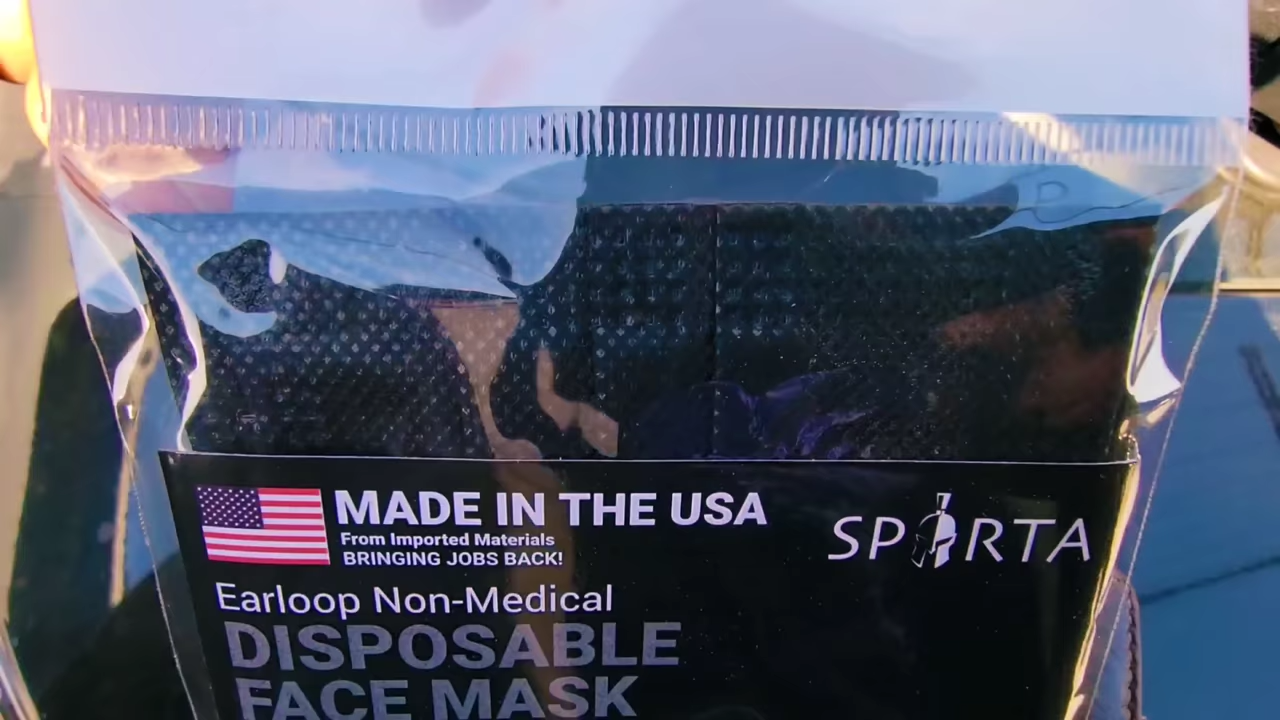 MADE IN THE USA
From Imported Materials
BRINGING JOBS BACK!
SPARTA
Earloop Non-Medical
DISPOSABLE
FACE MASK